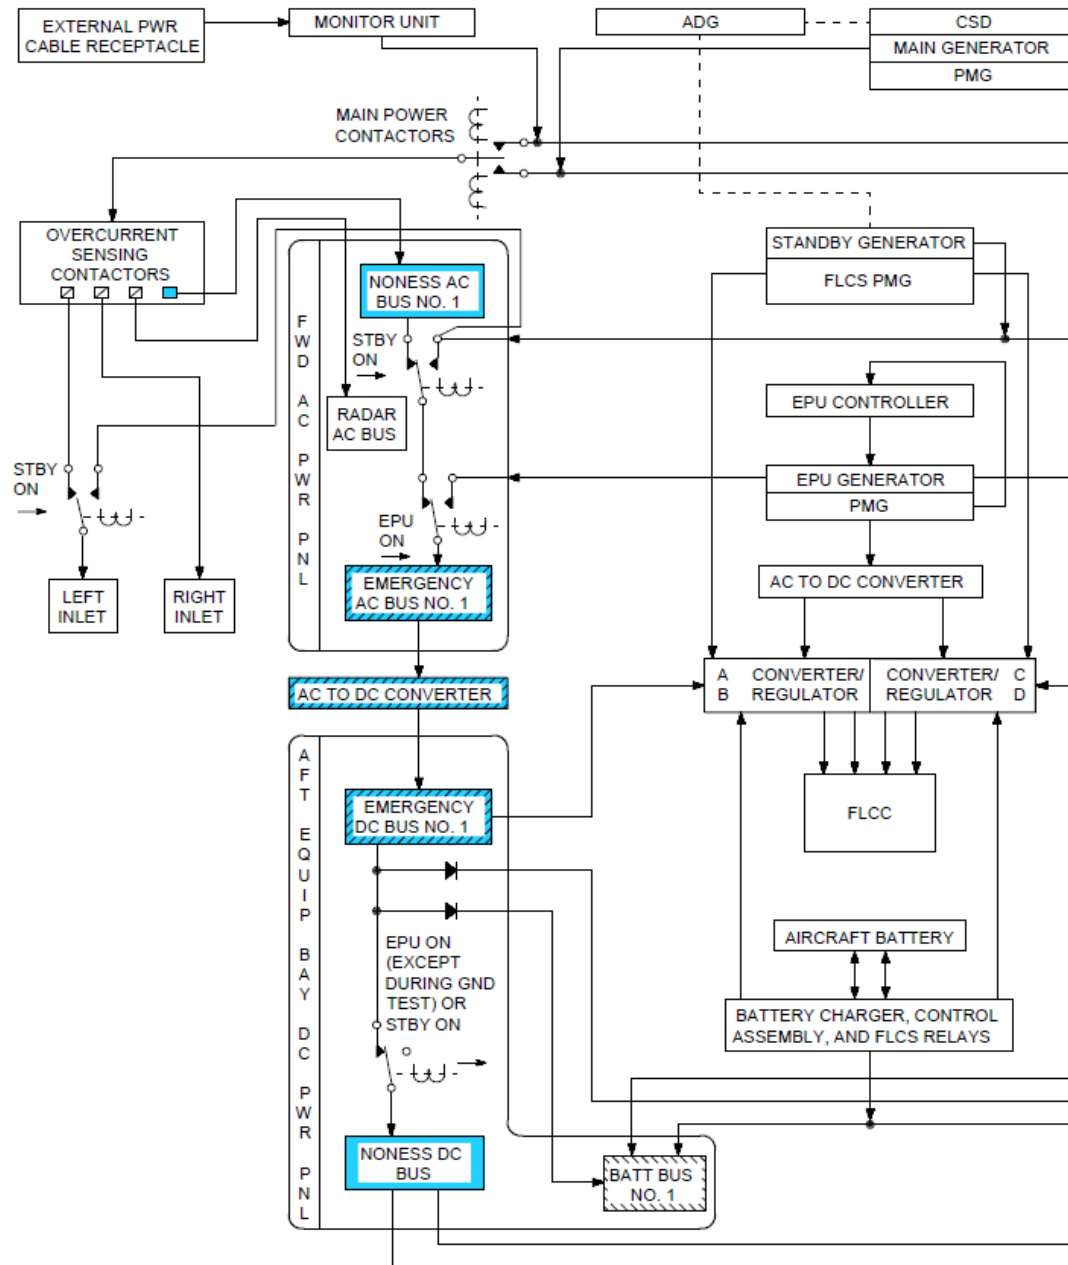 EXTERNAL PWR
CABLE RECEPTACLE
MONITOR UNIT
ADG
CSD
MAIN GENERATOR
PMG
MAIN POWER
CONTACTORS
OVERCURRENT
SENSING
CONTACTORS
STANDBY GENERATOR
FLCS PMG
FWD AC PWR PNL
NONESS AC
BUS NO. 1
STBY
ON
RADAR
AC BUS
EPU CONTROLLER
STBY
ON
EPU GENERATOR
PMG
EPU
ON
LEFT
INLET
RIGHT
INLET
EMERGENCY
AC BUS NO. 1
AC TO DC CONVERTER
A
B
CONVERTER/
REGULATOR
CONVERTER/
REGULATOR
C
D
AC TO DC CONVERTER
AFT EQUIP BAY DC PWR PNL
EMERGENCY
DC BUS NO. 1
FLCC
EPU ON
(EXCEPT
DURING GND
TEST) OR
STBY ON
AIRCRAFT BATTERY
BATTERY CHARGER, CONTROL
ASSEMBLY, AND FLCS RELAYS
NONESS DC
BUS
BATT BUS
NO. 1